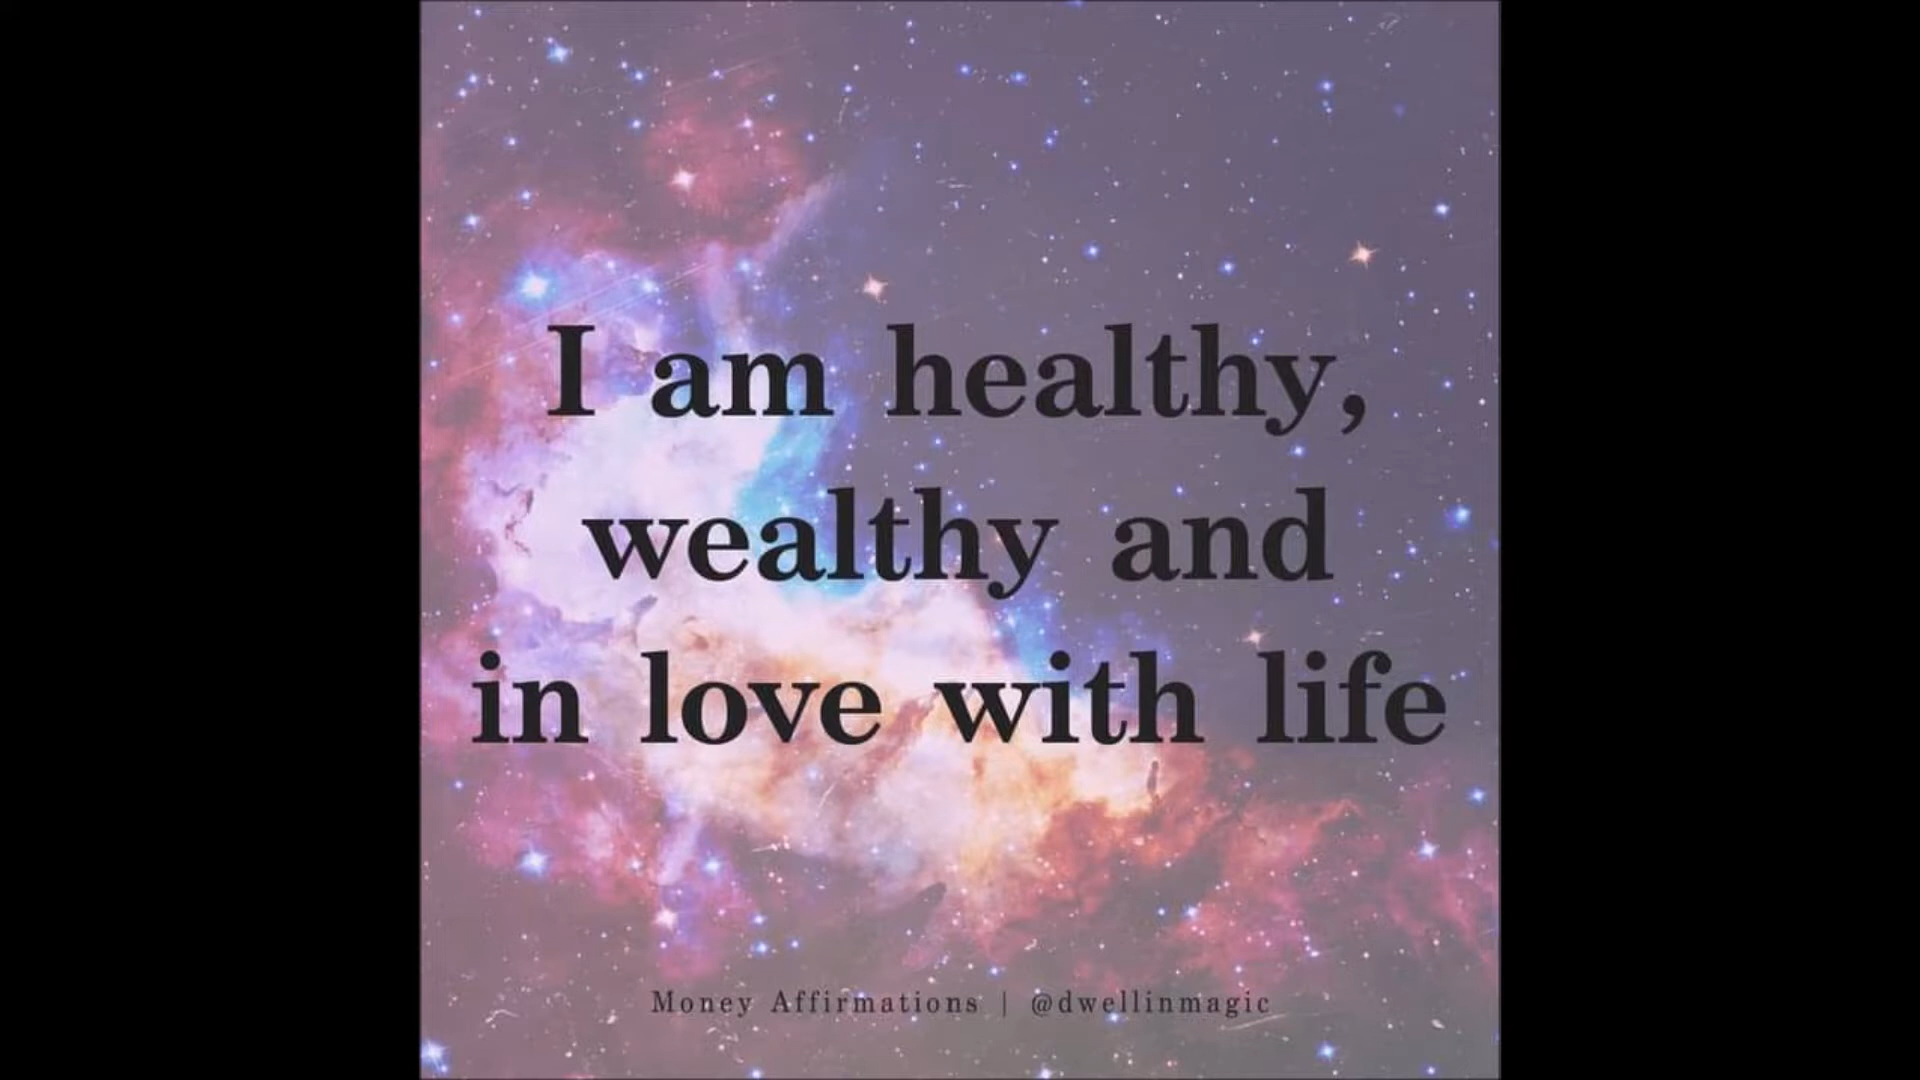 I am healthy,
wealthy and
in love with life
Money Affirmations | @dwellinmagic